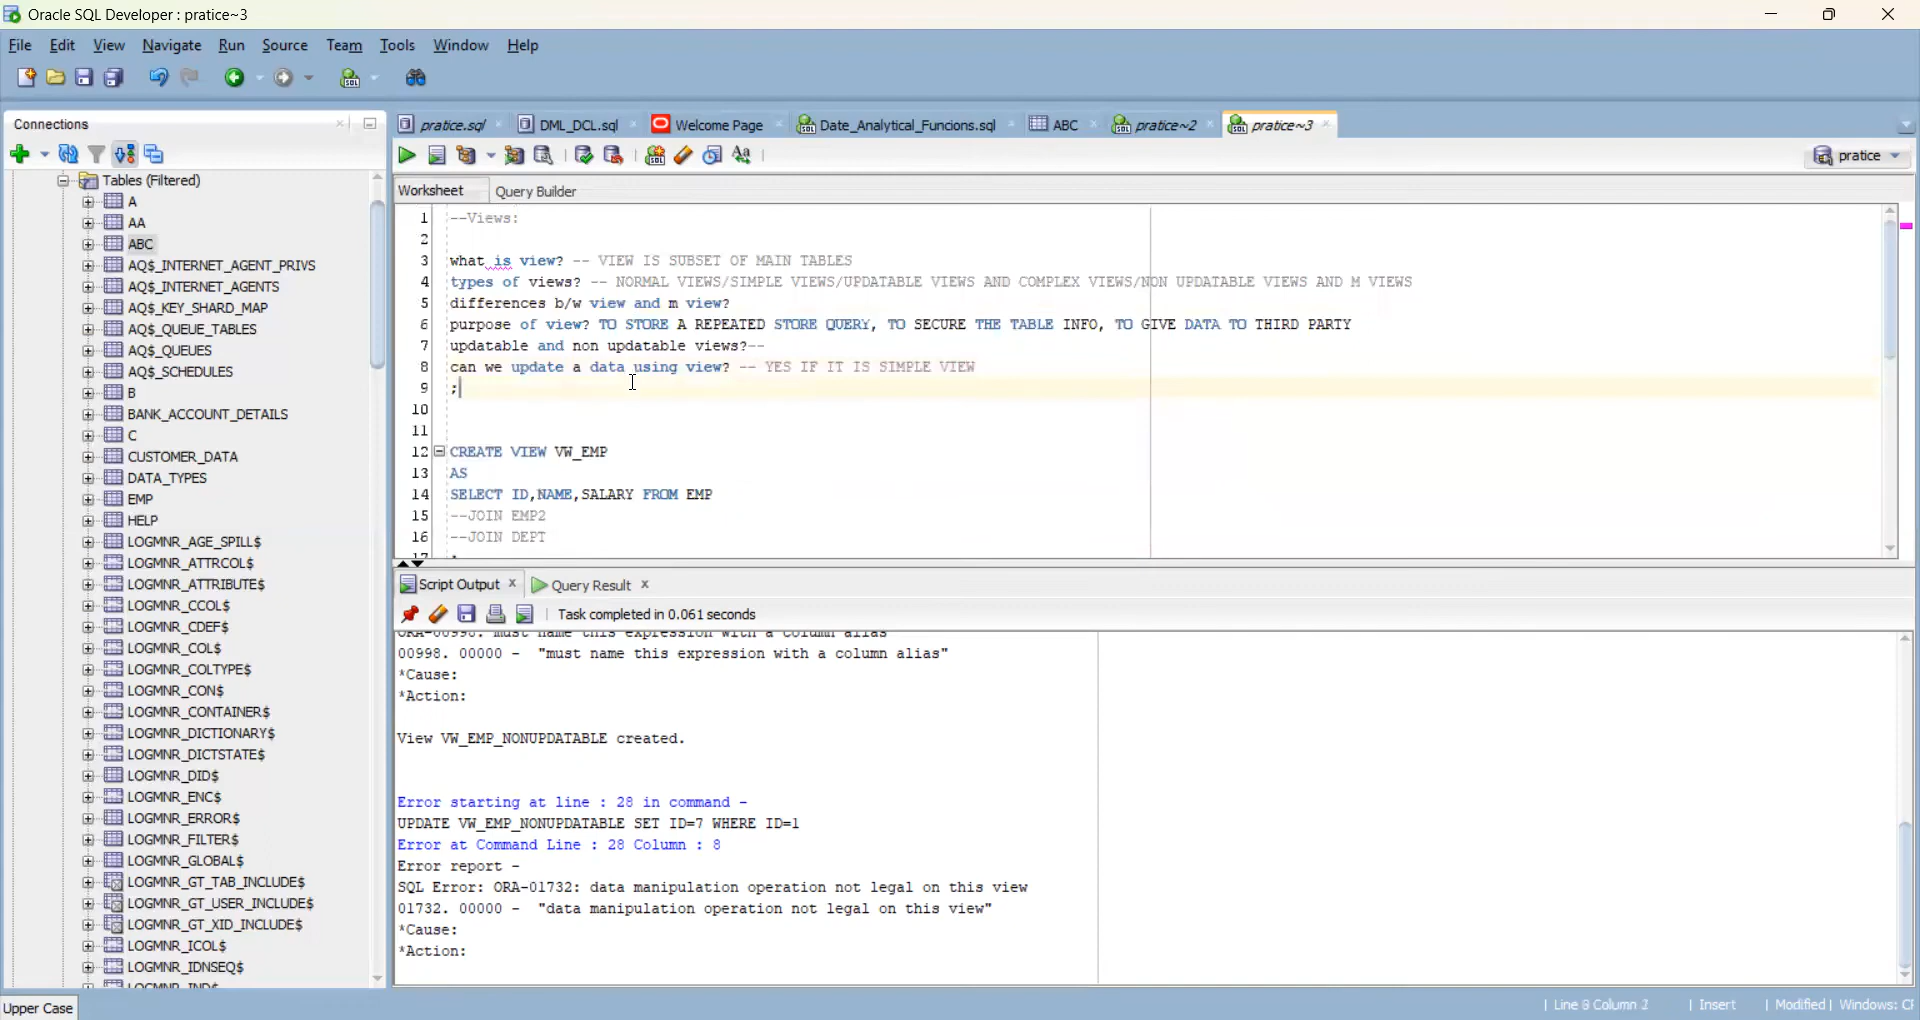 Oracle SQL Developer : pratice~3
File Edit View Navigate Run Source Team Tools Window Help
Connections
pratice.sql DML_DCL.sql Welcome Page Date_Analytical_Funcions.sql ABC pratice~2 pratice~3
pratice
Worksheet Query Builder
Tables (Filtered)
A
AA
ABC
AQ$_INTERNET_AGENT_PRIVS
AQ$_INTERNET_AGENTS
AQ$_KEY_SHARD_MAP
AQ$_QUEUE_TABLES
AQ$_QUEUES
AQ$_SCHEDULES
B
BANK_ACCOUNT_DETAILS
C
CUSTOMER_DATA
DATA_TYPES
EMP
HELP
LOGMNR_AGE_SPILL$
LOGMNR_ATTRCOL$
LOGMNR_ATTRIBUTE$
LOGMNR_CCOL$
LOGMNR_CDEF$
LOGMNR_COL$
LOGMNR_COLTYPE$
LOGMNR_CON$
LOGMNR_CONTAINER$
LOGMNR_DICTIONARY$
LOGMNR_DICTSTATE$
LOGMNR_DID$
LOGMNR_ENC$
LOGMNR_ERROR$
LOGMNR_FILTER$
LOGMNR_GLOBAL$
LOGMNR_GT_TAB_INCLUDE$
LOGMNR_GT_USER_INCLUDE$
LOGMNR_GT_XID_INCLUDE$
LOGMNR_ICOL$
LOGMNR_IDNSEQ$
LOGMNR_IND$
1 --Views:
2
3 what is view? -- VIEW IS SUBSET OF MAIN TABLES
4 types of views? -- NORMAL VIEWS/SIMPLE VIEWS/UPDATABLE VIEWS AND COMPLEX VIEWS/NON UPDATABLE VIEWS AND M VIEWS
5 differences b/w view and m view?
6 purpose of view? TO STORE A REPEATED STORE QUERY, TO SECURE THE TABLE INFO, TO GIVE DATA TO THIRD PARTY
7 updatable and non updatable views?--
8 can we update a data using view? -- YES IF IT IS SIMPLE VIEW
9 ;
10
11
12 CREATE VIEW VW_EMP
13 AS
14 SELECT ID,NAME,SALARY FROM EMP
15 --JOIN EMP2
16 --JOIN DEPT
17 ;
Script Output Query Result
Task completed in 0.061 seconds
ORA-00998: must name this expression with a column alias
00998. 00000 - "must name this expression with a column alias"
*Cause:
*Action:
View VW_EMP_NONUPDATABLE created.
Error starting at line : 28 in command -
UPDATE VW_EMP_NONUPDATABLE SET ID=7 WHERE ID=1
Error at Command Line : 28 Column : 8
Error report -
SQL Error: ORA-01732: data manipulation operation not legal on this view
01732. 00000 - "data manipulation operation not legal on this view"
*Cause:
*Action:
Upper Case
Line 9 Column 2 Insert Modified Windows: C